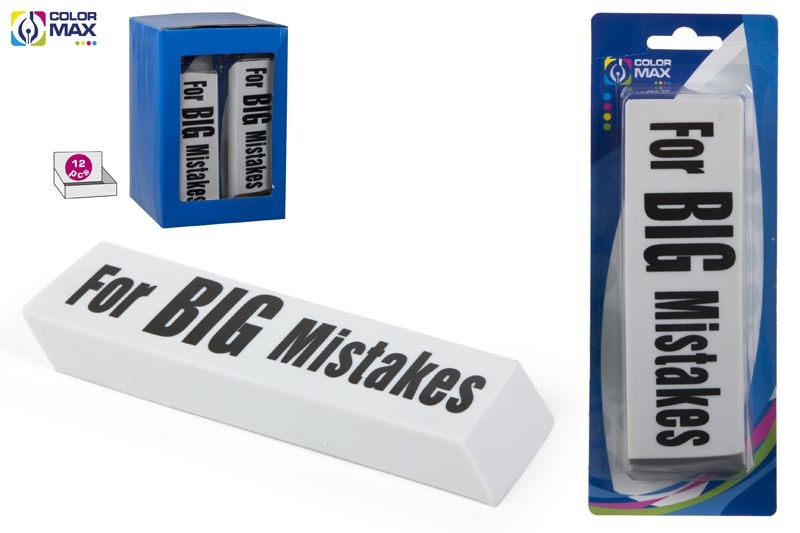 COLOR
MAX
For BIG Mistakes
For BIG Mistakes
12
pcs
For BIG Mistakes
COLOR
MAX
For BIG Mistakes